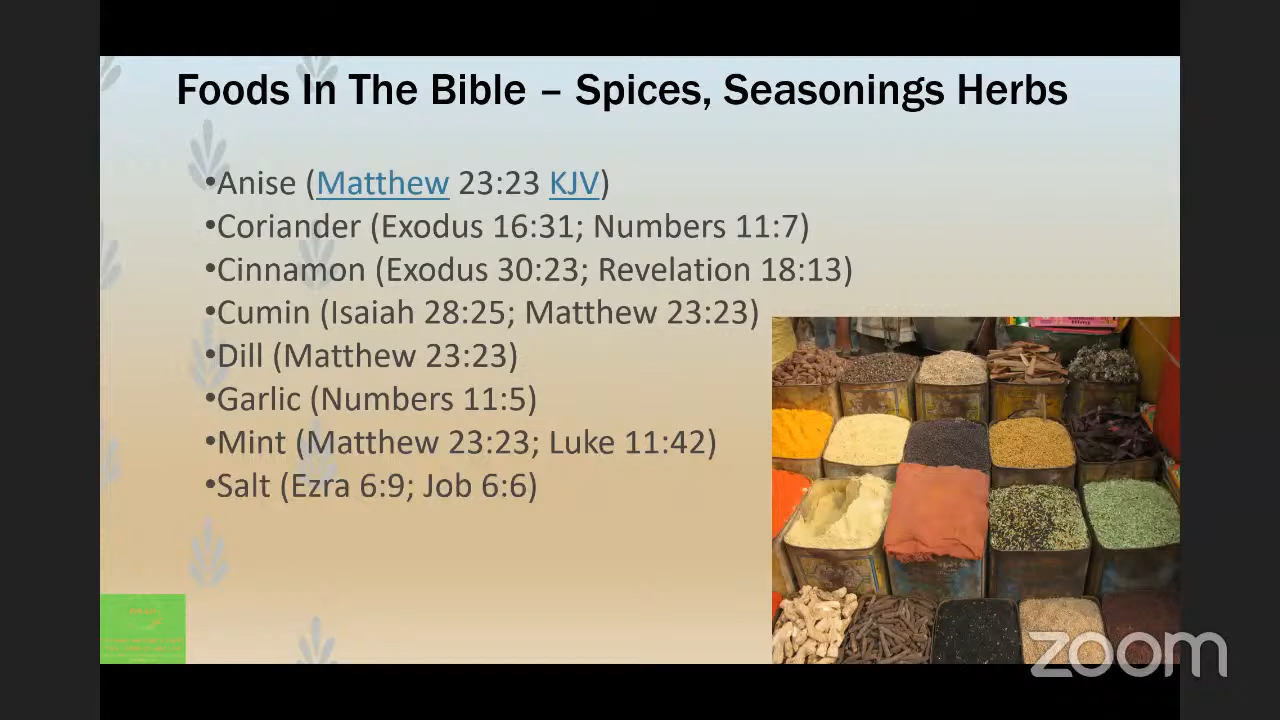 Foods In The Bible – Spices, Seasonings Herbs
•Anise (Matthew 23:23 KJV)
•Coriander (Exodus 16:31; Numbers 11:7)
•Cinnamon (Exodus 30:23; Revelation 18:13)
•Cumin (Isaiah 28:25; Matthew 23:23)
•Dill (Matthew 23:23)
•Garlic (Numbers 11:5)
•Mint (Matthew 23:23; Luke 11:42)
•Salt (Ezra 6:9; Job 6:6)
zoom